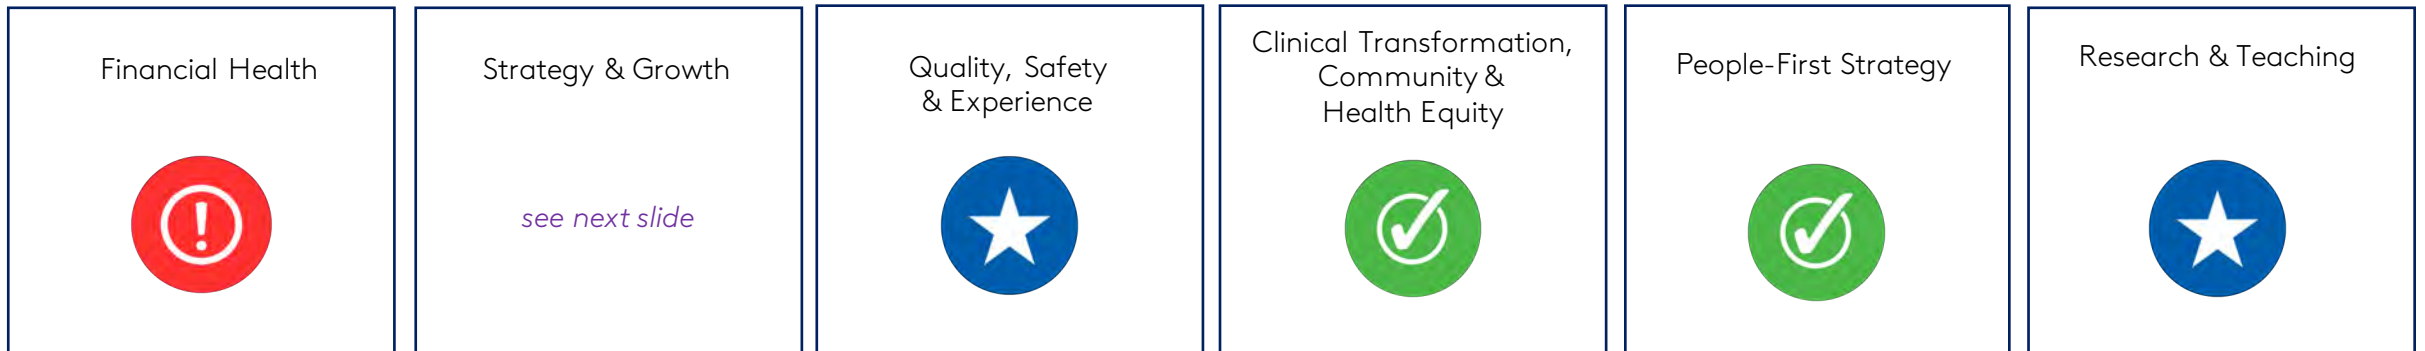 Financial Health
Strategy & Growth
see next slide
Quality, Safety
& Experience
Clinical Transformation,
Community &
Health Equity
People-First Strategy
Research & Teaching